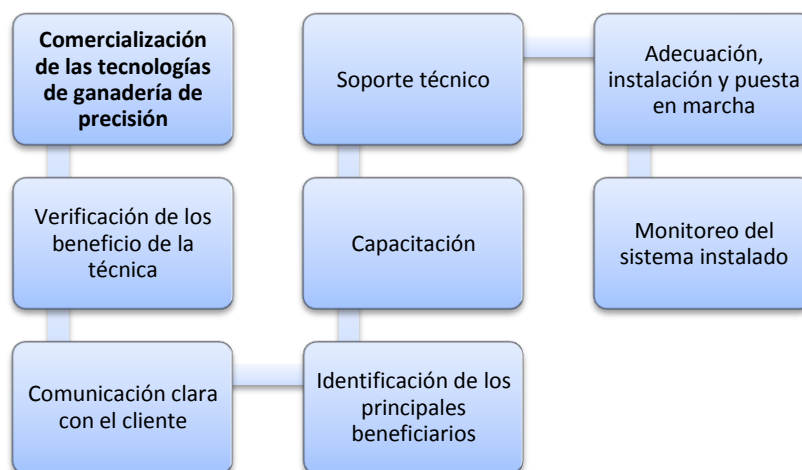 Comercialización
de las tecnologías
de ganadería de
precisión
Verificación de los
beneficio de la
técnica
Comunicación clara
con el cliente
Identificación de los
principales
beneficiarios
Capacitación
Soporte técnico
Adecuación,
instalación y puesta
en marcha
Monitoreo del
sistema instalado